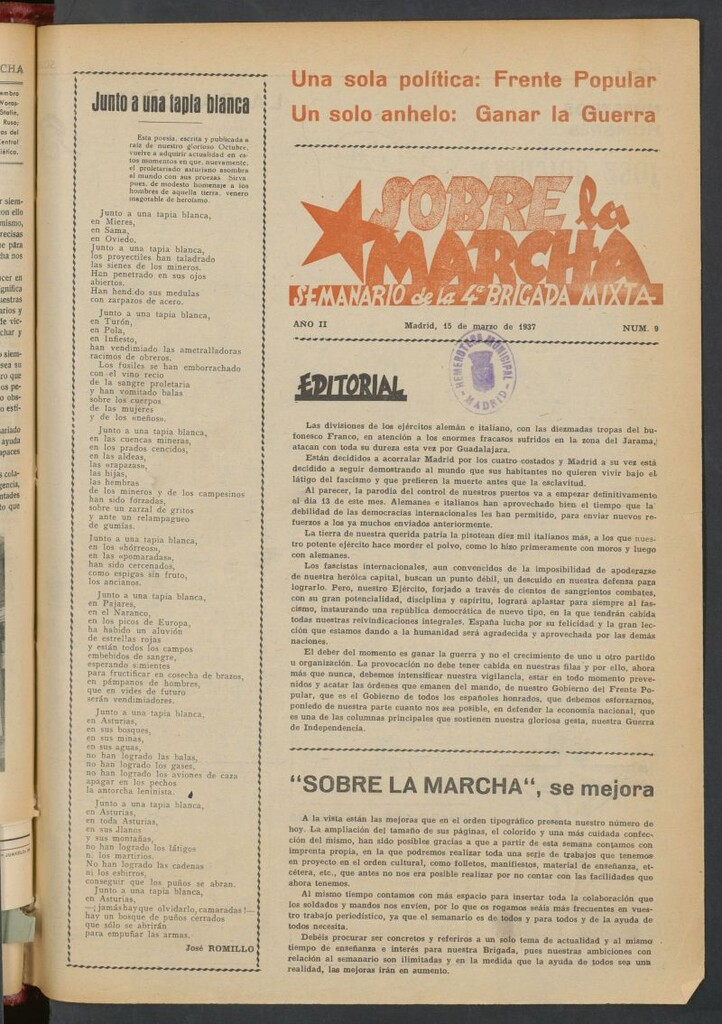 CHA
Junto a una tapia blanca
Esta poesía, escrita y publicada a
raíz de nuestro glorioso Octubre,
vuelve a adquirir actualidad en es-
tos momentos en que, nuevamente,
el proletariado asturiano asombra
al mundo con sus proezas. Sirva
pues, de modesto homenaje a los
hombres de aquella tierra, venero
inagotable de heroísmo.
Junto a una tapia blanca,
en Mieres,
en Sama,
en Oviedo,
Junto a una tapia blanca,
los proyectiles han taladrado
las sienes de los mineros.
Han penetrado en sus ojos
abiertos.
Han hendido sus medulas
con zarpazos de acero.
Junto a una tapia blanca,
en Turón,
en Pola,
en Infiesto,
han vendimiado las ametralladoras
racimos de obreros.
Los fusiles se han emborrachado
con el vino recio
de la sangre proletaria
y han vomitado balas
sobre los cuerpos
de las mujeres
y de los «neños».
Junto a una tapia blanca,
en las cuencas mineras,
en los prados cencidos,
en las aldeas,
las «rapazas»,
las hijas,
las hembras
de los mineros y de los campesinos
han sido forzadas,
sobre un zarzal de gritos
y ante un relampagueo
de gumías.
Junto a una tapia blanca,
en los «hórreos»,
en las «pomaradas»,
han sido cercenados,
como espigas sin fruto,
los ancianos.
Junto a una tapia blanca,
en Pajares,
en el Naranco,
en los picos de Europa,
ha habido un aluvión
de estrellas rojas
y están todos los campos
embebidos de sangre,
esperando simientes
para fructificar en cosecha de brazos,
en pámpanos de hombres,
que en vides de futuro
serán vendimiadores.
Junto a una tapia blanca,
en Asturias,
en sus bosques,
en sus minas,
en sus aguas,
no han logrado las balas,
no han logrado los gases,
no han logrado los aviones de caza
apagar en los pechos
la antorcha leninista.
Junto a una tapia blanca,
en Asturias,
en toda Asturias,
en sus llanos
y sus montañas,
no han logrado los látigos
ni los martirios.
No han logrado las cadenas
ni los esbirros,
conseguir que los puños se abran.
Junto a una tapia blanca,
en Asturias,
—¡jamás hay que olvidarlo, camaradas!—
hay un bosque de puños cerrados
que sólo se abrirán
para empuñar las armas.
José ROMILLO
Una sola política: Frente Popular
Un solo anhelo: Ganar la Guerra
SOBRE la
MARCHA
SEMANARIO de la 4ª BRIGADA MIXTA
AÑO II Madrid, 15 de marzo de 1937 NUM. 9
HEMEROTECA MUNICIPAL
MADRID
EDITORIAL
Las divisiones de los ejércitos alemán e italiano, con las diezmadas tropas del bu-
fonesco Franco, en atención a los enormes fracasos sufridos en la zona del Jarama,
atacan con toda su dureza esta vez por Guadalajara.
Están decididos a acorralar Madrid por los cuatro costados y Madrid a su vez está
decidido a seguir demostrando al mundo que sus habitantes no quieren vivir bajo el
látigo del fascismo y que prefieren la muerte antes que la esclavitud.
Al parecer, la parodia del control de nuestros puertos va a empezar definitivamente
el día 13 de este mes. Alemanes e italianos han aprovechado bien el tiempo que la
debilidad de las democracias internacionales les han permitido, para enviar nuevos re-
fuerzos a los ya muchos enviados anteriormente.
La tierra de nuestra querida patria la pisotean diez mil italianos más, a los que nues-
tro potente ejército hace morder el polvo, como lo hizo primeramente con moros y luego
con alemanes.
Los fascistas internacionales, aun convencidos de la imposibilidad de apoderarse
de nuestra heróica capital, buscan un punto débil, un descuido en nuestra defensa para
lograrlo. Pero, nuestro Ejército, forjado a través de cientos de sangrientos combates,
con su gran potencialidad, disciplina y espíritu, logrará aplastar para siempre al fas-
cismo, instaurando una república democrática de nuevo tipo, en la que tendrán cabida
todas nuestras reivindicaciones integrales. España lucha por su felicidad y la gran lec-
ción que estamos dando a la humanidad será agradecida y aprovechada por las demás
naciones.
El deber del momento es ganar la guerra y no el crecimiento de uno u otro partido
u organización. La provocación no debe tener cabida en nuestras filas y por ello, ahora
más que nunca, debemos intensificar nuestra vigilancia, estar en todo momento preve-
nidos y acatar las órdenes que emanen del mando, de nuestro Gobierno del Frente Po-
pular, que es el Gobierno de todos los españoles honrados, que debemos esforzarnos,
poniedo de nuestra parte cuanto nos sea posible, en defender la economía nacional, que
es una de las columnas principales que sostienen nuestra gloriosa gesta, nuestra Guerra
de Independencia.
“SOBRE LA MARCHA“, se mejora
A la vista están las mejoras que en el orden tipográfico presenta nuestro número de
hoy. La ampliación del tamaño de sus páginas, el colorido y una más cuidada confec-
ción del mismo, han sido posibles gracias a que a partir de esta semana contamos con
imprenta propia, en la que podremos realizar toda una serie de trabajos que tenemos
en proyecto en el orden cultural, como folletos, manifiestos, material de enseñanza, et-
cétera, etc., que antes no nos era posible realizar por no contar con las facilidades que
ahora tenemos.
Al mismo tiempo contamos con más espacio para insertar toda la colaboración que
los soldados y mandos nos envíen, por lo que os rogamos seáis más frecuentes en vues-
tro trabajo periodístico, ya que el semanario es de todos y para todos y de la ayuda de
todos necesita.
Debéis procurar ser concretos y referiros a un solo tema de actualidad y al mismo
tiempo de enseñanza e interés para nuestra Brigada, pues nuestras ambiciones con
relación al semanario son ilimitadas y en la medida que la ayuda de todos sea una
realidad, las mejoras irán en aumento.